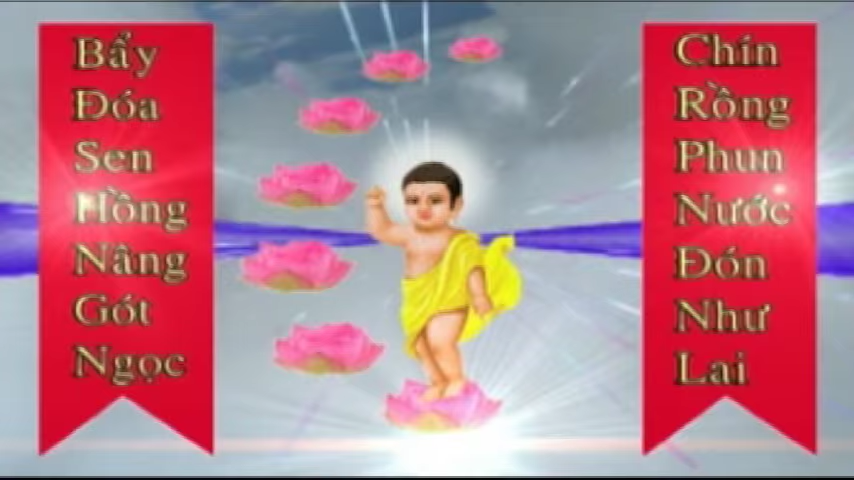 Bẩy
Đóa
Sen
Hồng
Nâng
Gót
Ngọc
Chín
Rồng
Phun
Nước
Đón
Như
Lai